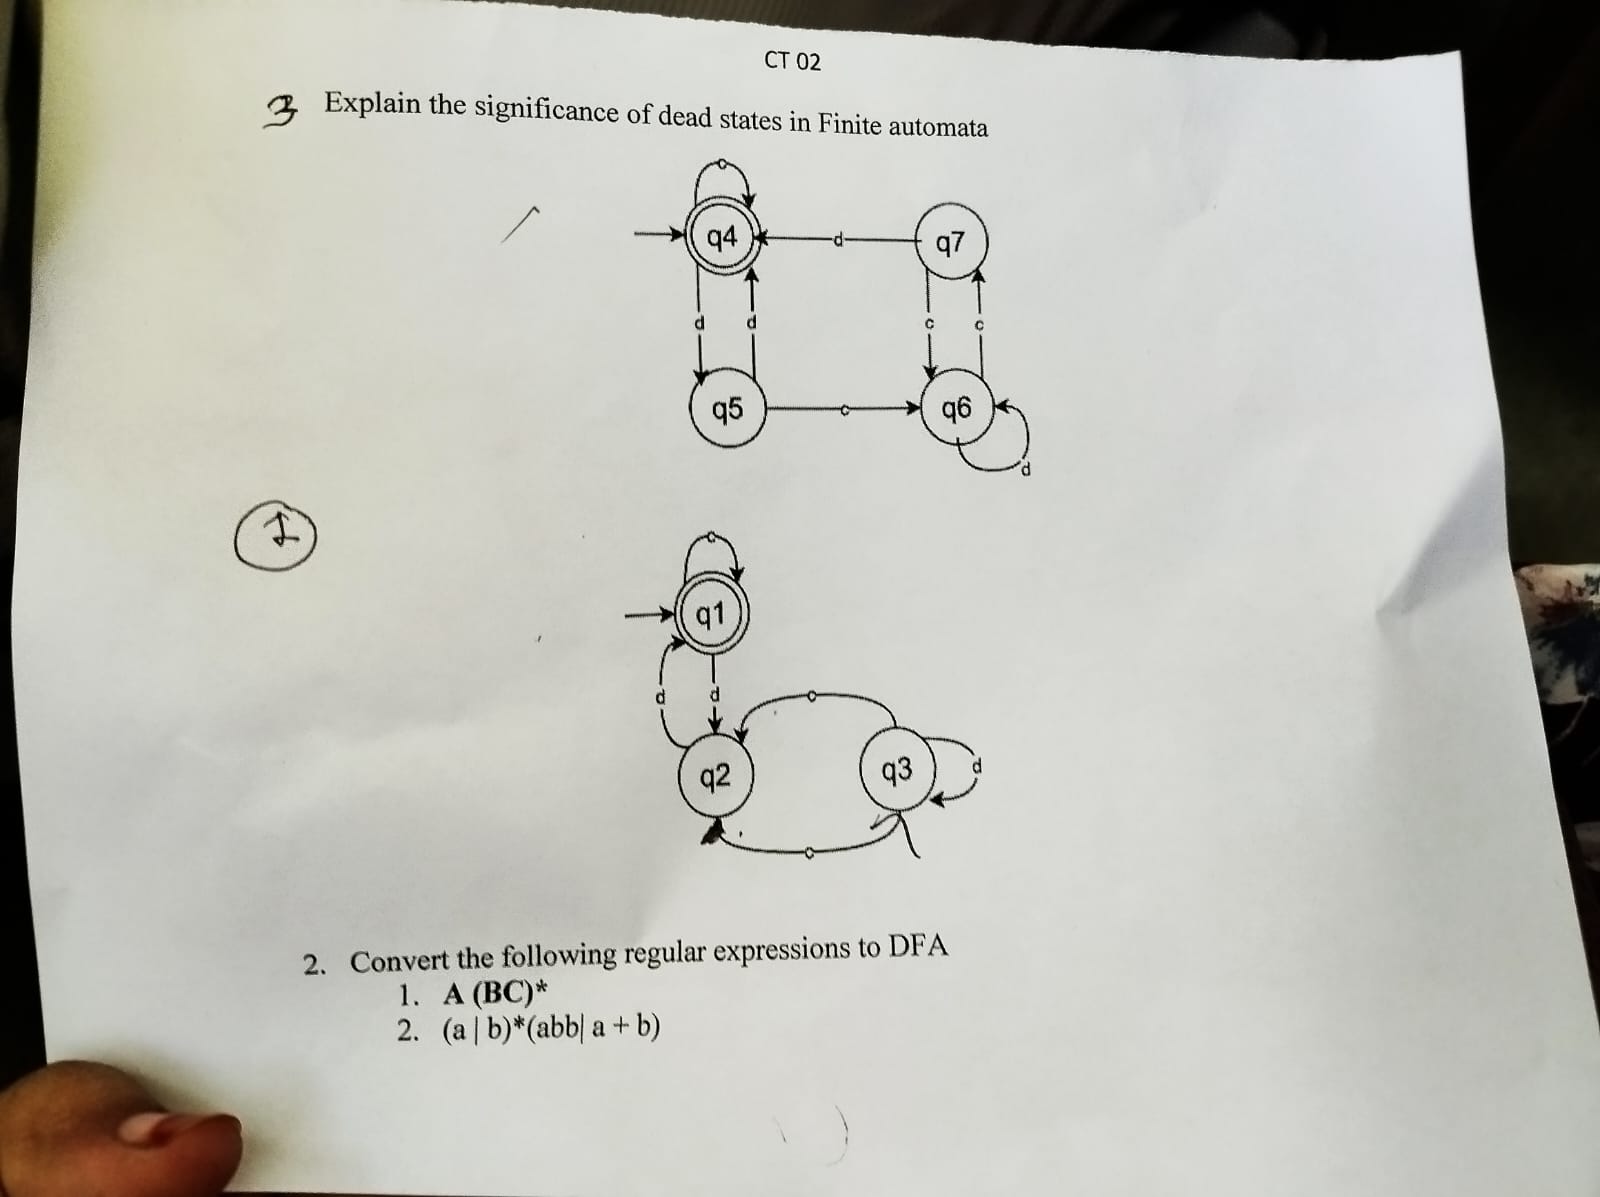 CT 02
3 Explain the significance of dead states in Finite automata
c
q4
d
q7
d
d
c
c
q5
c
q6
d
1
c
q1
d
d
c
q2
q3
d
c
2. Convert the following regular expressions to DFA
1. A (BC)*
2. (a | b)*(abb| a + b)